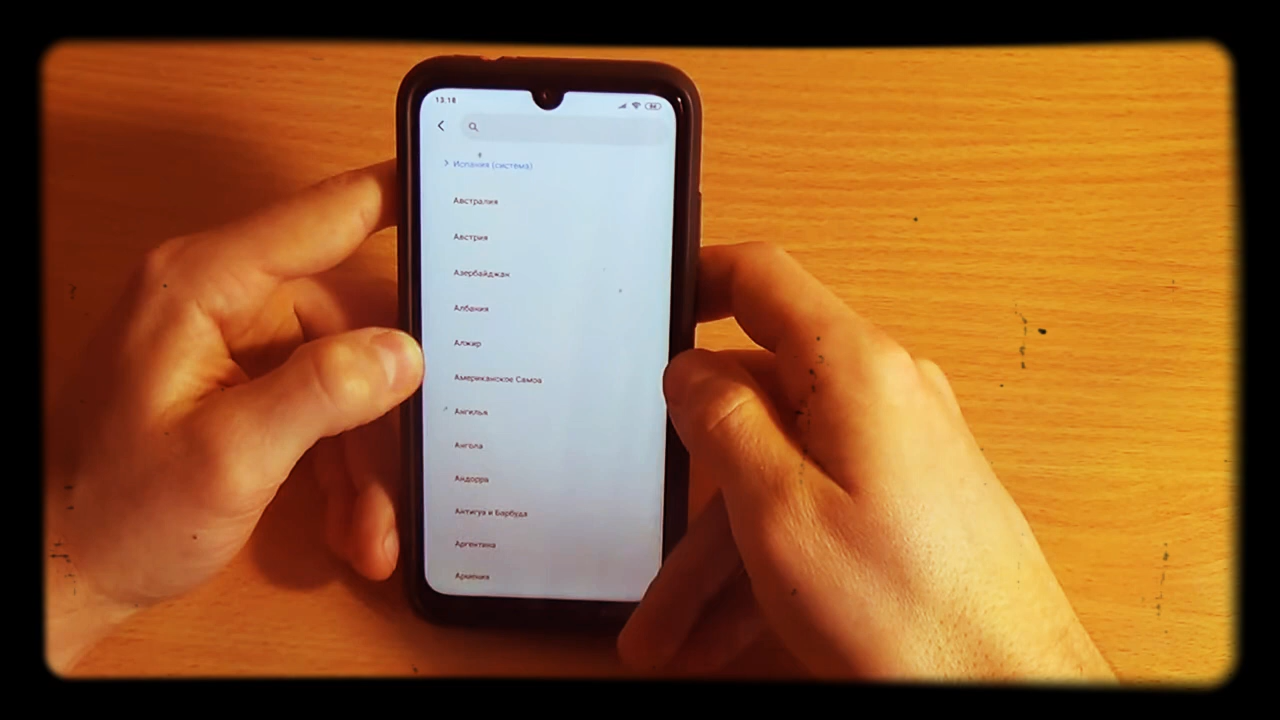 13:18
Испания (система)
Австралия
Австрия
Азербайджан
Албания
Алжир
Американское Самоа
Ангилья
Ангола
Андорра
Антигуа и Барбуда
Аргентина
Армения